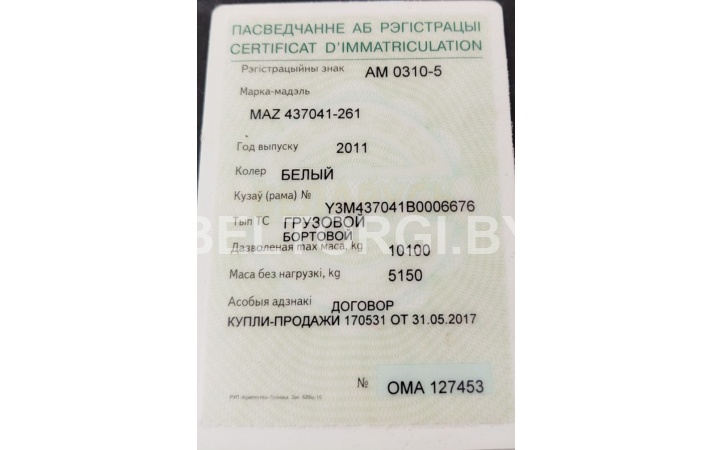 ПАСВЕДЧАННЕ АБ РЭГІСТРАЦЫІ
CERTIFICAT D'IMMATRICULATION
Рэгістрацыйны знак AM 0310-5
Марка-мадэль
MAZ 437041-261
Год выпуску 2011
Колер БЕЛЫЙ
Кузаў (рама) №
Y3M437041B0006676
Тып ТС ГРУЗОВОЙ
БОРТОВОЙ
Дазволеная max маса, kg 10100
Маса без нагрузкі, kg 5150
Асобыя адзнакі ДОГОВОР
КУПЛИ-ПРОДАЖИ 170531 ОТ 31.05.2017
№ OMA 127453
BELTORGI.BY